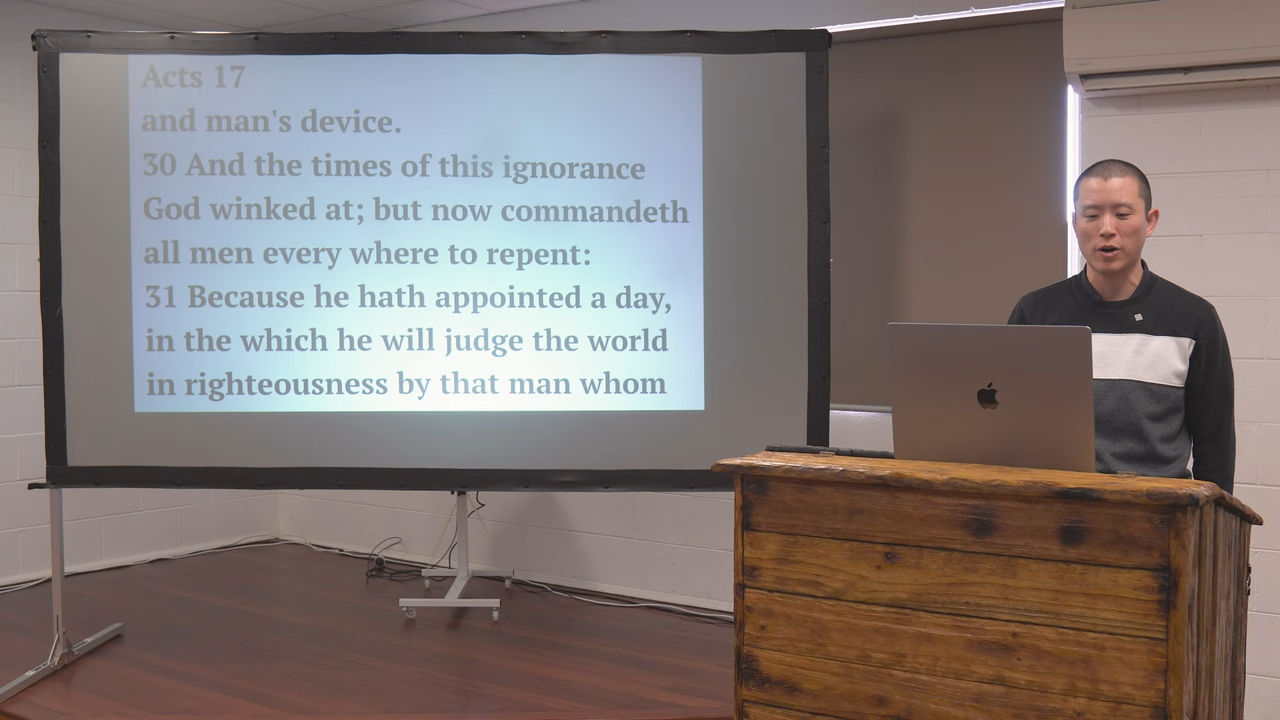 Acts 17
and man's device.
30 And the times of this ignorance
God winked at; but now commandeth
all men every where to repent:
31 Because he hath appointed a day,
in the which he will judge the world
in righteousness by that man whom